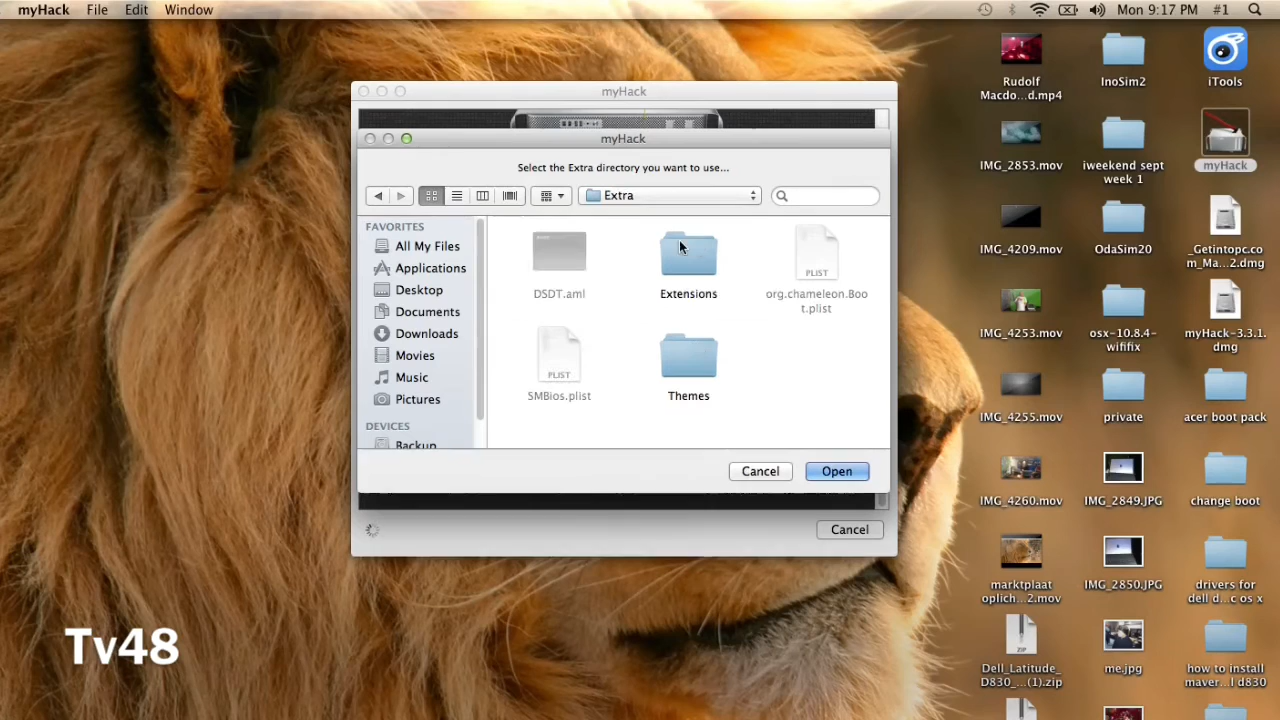 myHack File Edit Window
Mon 9:17 PM #1
myHack
myHack
Select the Extra directory you want to use...
Extra
FAVORITES
All My Files
Applications
Desktop
Documents
Downloads
Movies
Music
Pictures
DEVICES
Backup
DSDT.aml
Extensions
PLIST
org.chameleon.Boo
t.plist
PLIST
SMBios.plist
Themes
Cancel
Open
Cancel
Rudolf
Macdo...d.mp4
InoSim2
iTools
IMG_2853.mov
iweekend sept
week 1
myHack
IMG_4209.mov
OdaSim20
_Getintopc.co
m_Ma...2.dmg
IMG_4253.mov
osx-10.8.4-
wififix
myHack-3.3.1.
dmg
IMG_4255.mov
private
acer boot pack
IMG_4260.mov
IMG_2849.JPG
change boot
marktplaat
oplich...2.mov
IMG_2850.JPG
drivers for
dell d...c os x
ZIP
Dell_Latitude_
D830_...(1).zip
me.jpg
how to install
maver...l d830
Tv48